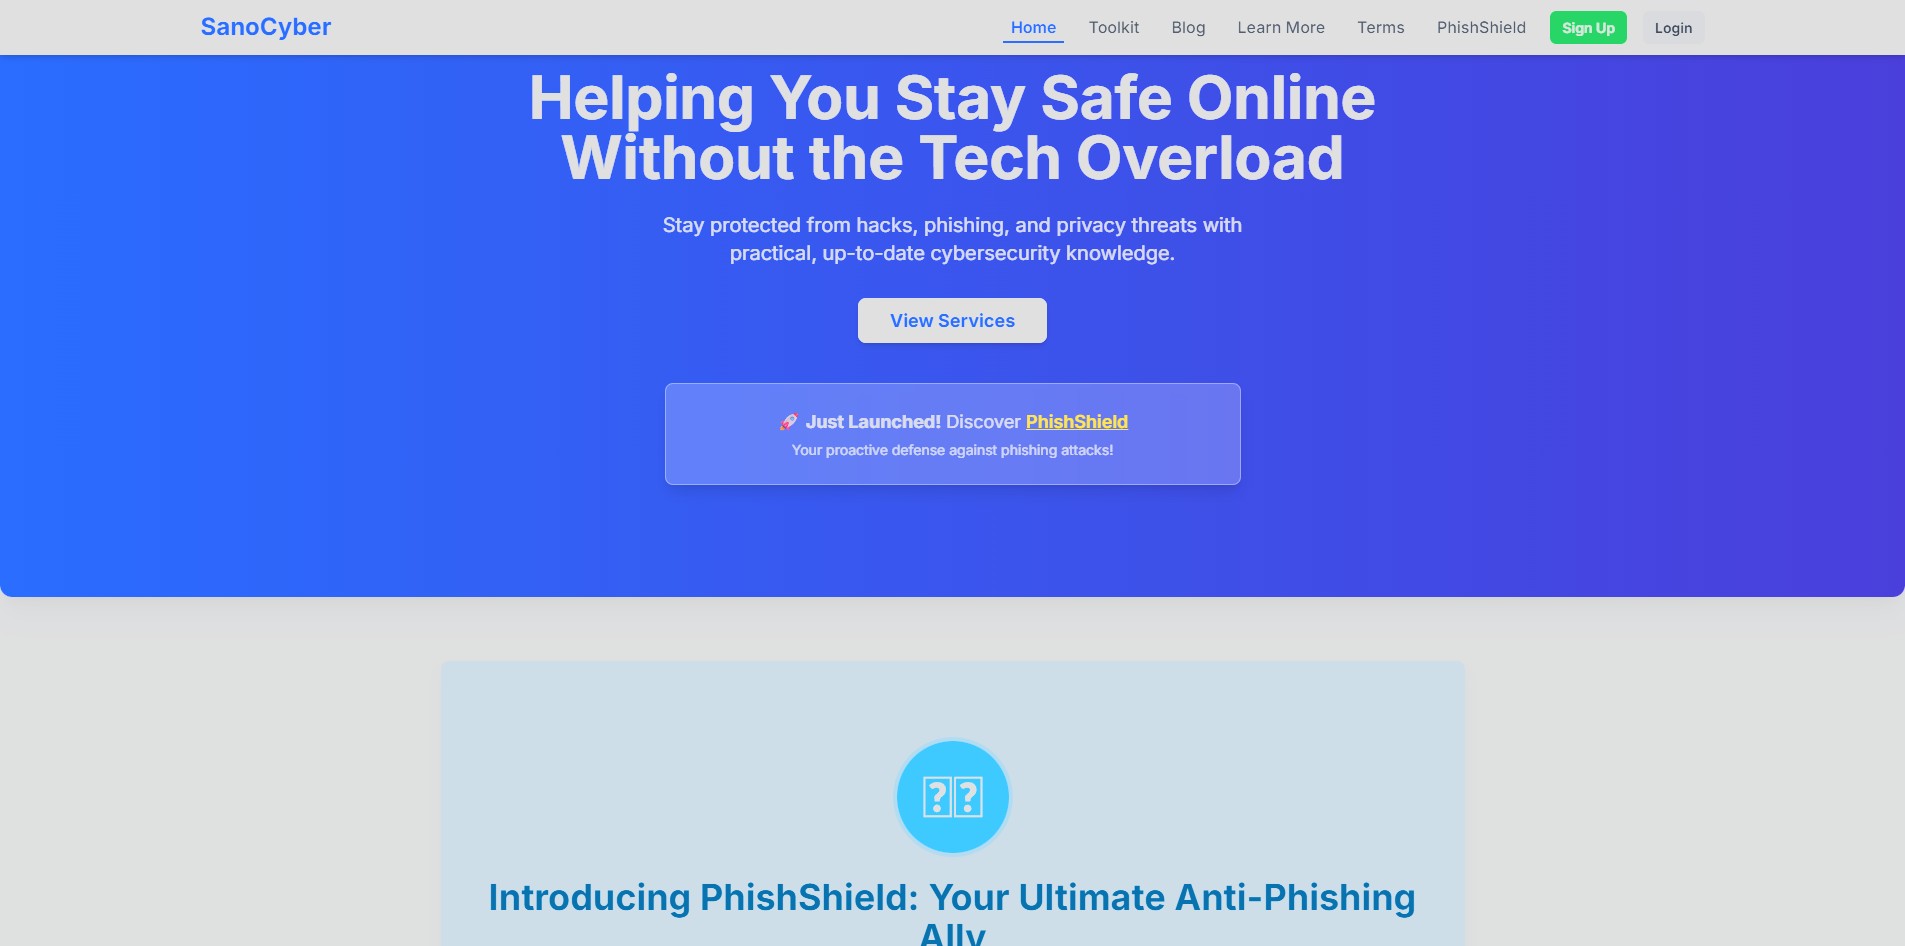 SanoCyber
Home Toolkit Blog Learn More Terms PhishShield Sign Up Login
Helping You Stay Safe Online
Without the Tech Overload
Stay protected from hacks, phishing, and privacy threats with
practical, up-to-date cybersecurity knowledge.
View Services
🚀 Just Launched! Discover PhishShield
Your proactive defense against phishing attacks!
Introducing PhishShield: Your Ultimate Anti-Phishing
Ally